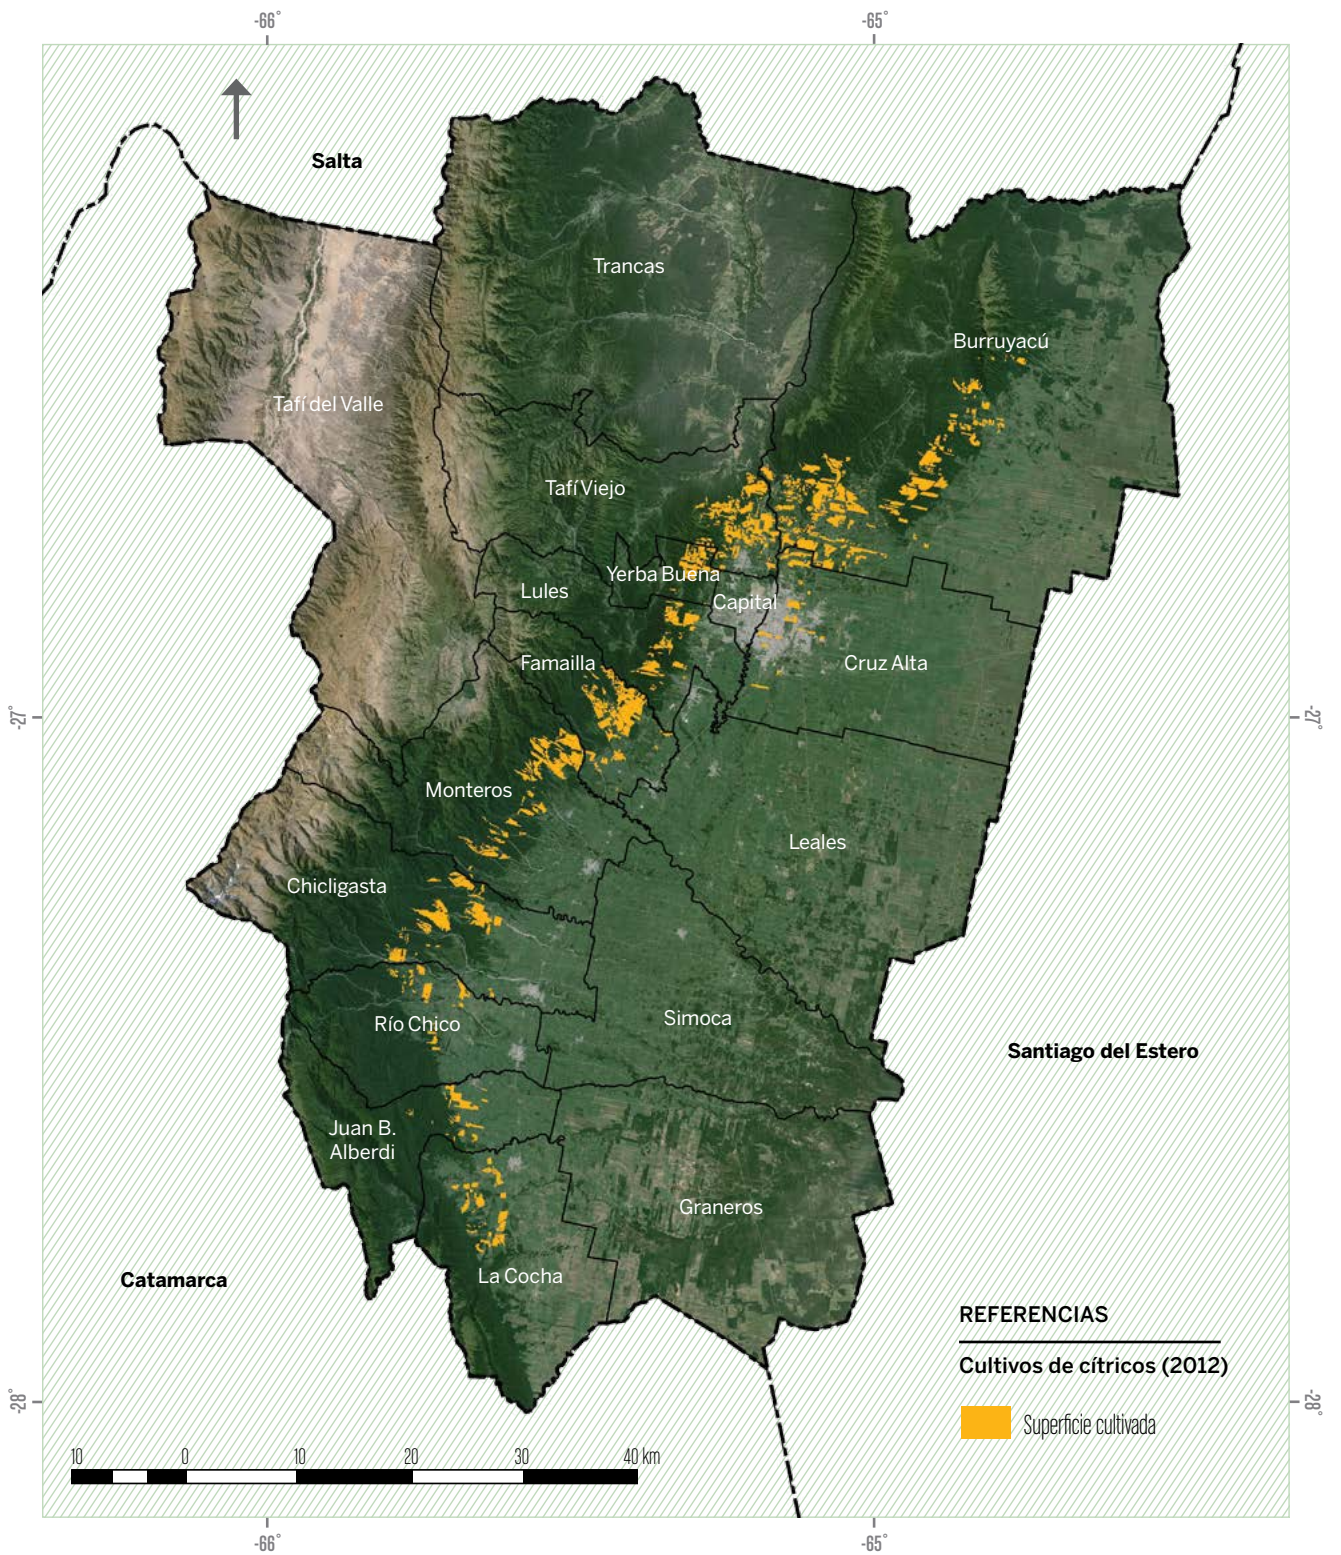 -66°
-65°
Salta
Trancas
Burruyacú
Tafí del Valle
Tafí Viejo
Yerba Buena
Lules
Capital
Famailla
Cruz Alta
-27°
-27°
Monteros
Leales
Chicligasta
Río Chico
Simoca
Santiago del Estero
Juan B.
Alberdi
Graneros
La Cocha
Catamarca
REFERENCIAS
Cultivos de cítricos (2012)
Superficie cultivada
-28°
-28°
10 0 10 20 30 40 km
-66°
-65°